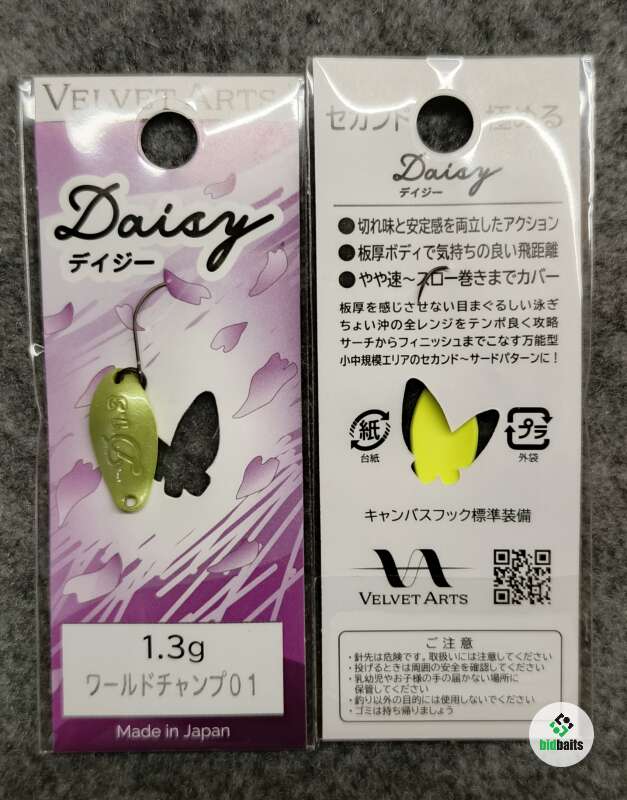 VELVET ARTS
Daisy
デイジー
1.3g
ワールドチャンプ01
Made in Japan
セカンド 極める
Daisy
デイジー
●切れ味と安定感を両立したアクション
●板厚ボディで気持ちの良い飛距離
●やや速～スロー巻きまでカバー
板厚を感じさせない目まぐるしい泳ぎ
ちょい沖の全レンジをテンポ良く攻略
サーチからフィニッシュまでこなす万能型
小中規模エリアのセカンド～サードパターンに!
紙
台紙
プラ
外袋
キャンバスフック標準装備
VELVET ARTS
ご注意
・針先は危険です。取扱いには注意してください
・投げるときは周囲の安全を確認してください
・乳幼児やお子様の手の届かない場所に
保管してください
・釣り以外の目的には使用しないでください
・ゴミは持ち帰りましょう
bidbaits